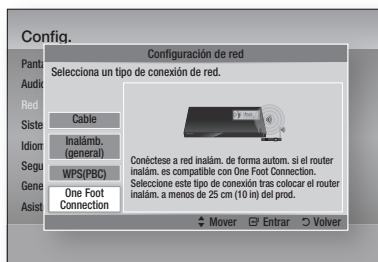 Config.
Configuración de red
Selecciona un tipo de conexión de red.
Panta
Audio
Red
Siste
Idiom
Segu
Gene
Asist
Cable
Inalámb.
(general)
WPS(PBC)
One Foot
Connection
Conéctese a red inalám. de forma autom. si el router
inalám. es compatible con One Foot Connection.
Seleccione este tipo de conexión tras colocar el router
inalám. a menos de 25 cm (10 in) del prod.
Mover Entrar Volver